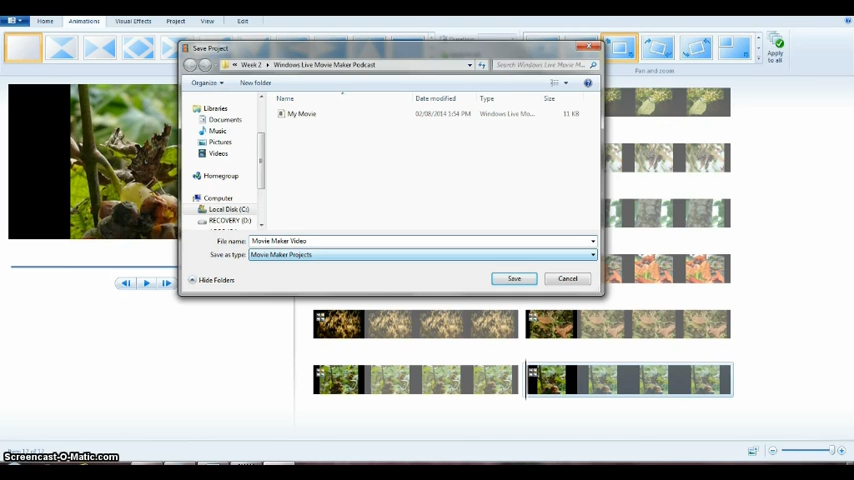 Home Animations Visual Effects Project View Edit
Save Project
« Week 2 Windows Live Movie Maker Podcast Search Windows Live Movie M...
Organize New folder
Apply to all
Pan and zoom
Name Date modified Type Size
Libraries
My Movie 02/08/2014 1:54 PM Windows Live Mo... 11 KB
Documents
Music
Pictures
Videos
Homegroup
Computer
Local Disk (C:)
RECOVERY (D:)
File name: Movie Maker Video
Save as type: Movie Maker Projects
Hide Folders Save Cancel
Screencast-O-Matic.com